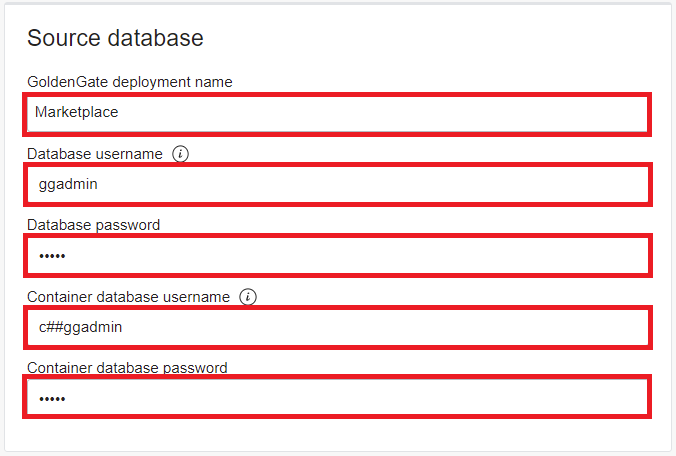 Source database
GoldenGate deployment name
Marketplace
Database username i
ggadmin
Database password
•••••
Container database username i
c##ggadmin
Container database password
•••••